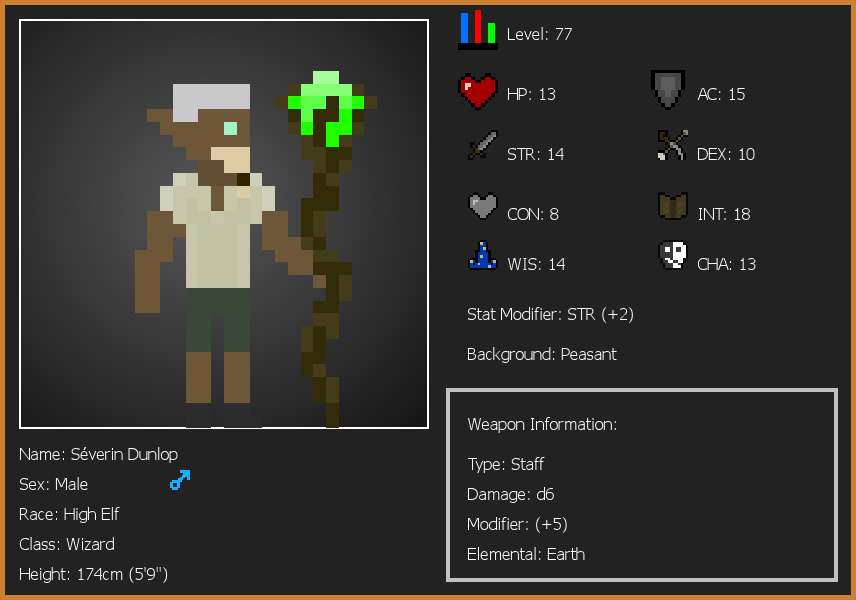 Level: 77
HP: 13
AC: 15
STR: 14
DEX: 10
CON: 8
INT: 18
WIS: 14
CHA: 13
Stat Modifier: STR (+2)
Background: Peasant
Weapon Information:
Type: Staff
Damage: d6
Modifier: (+5)
Elemental: Earth
Name: Séverin Dunlop
Sex: Male
Race: High Elf
Class: Wizard
Height: 174cm (5'9")